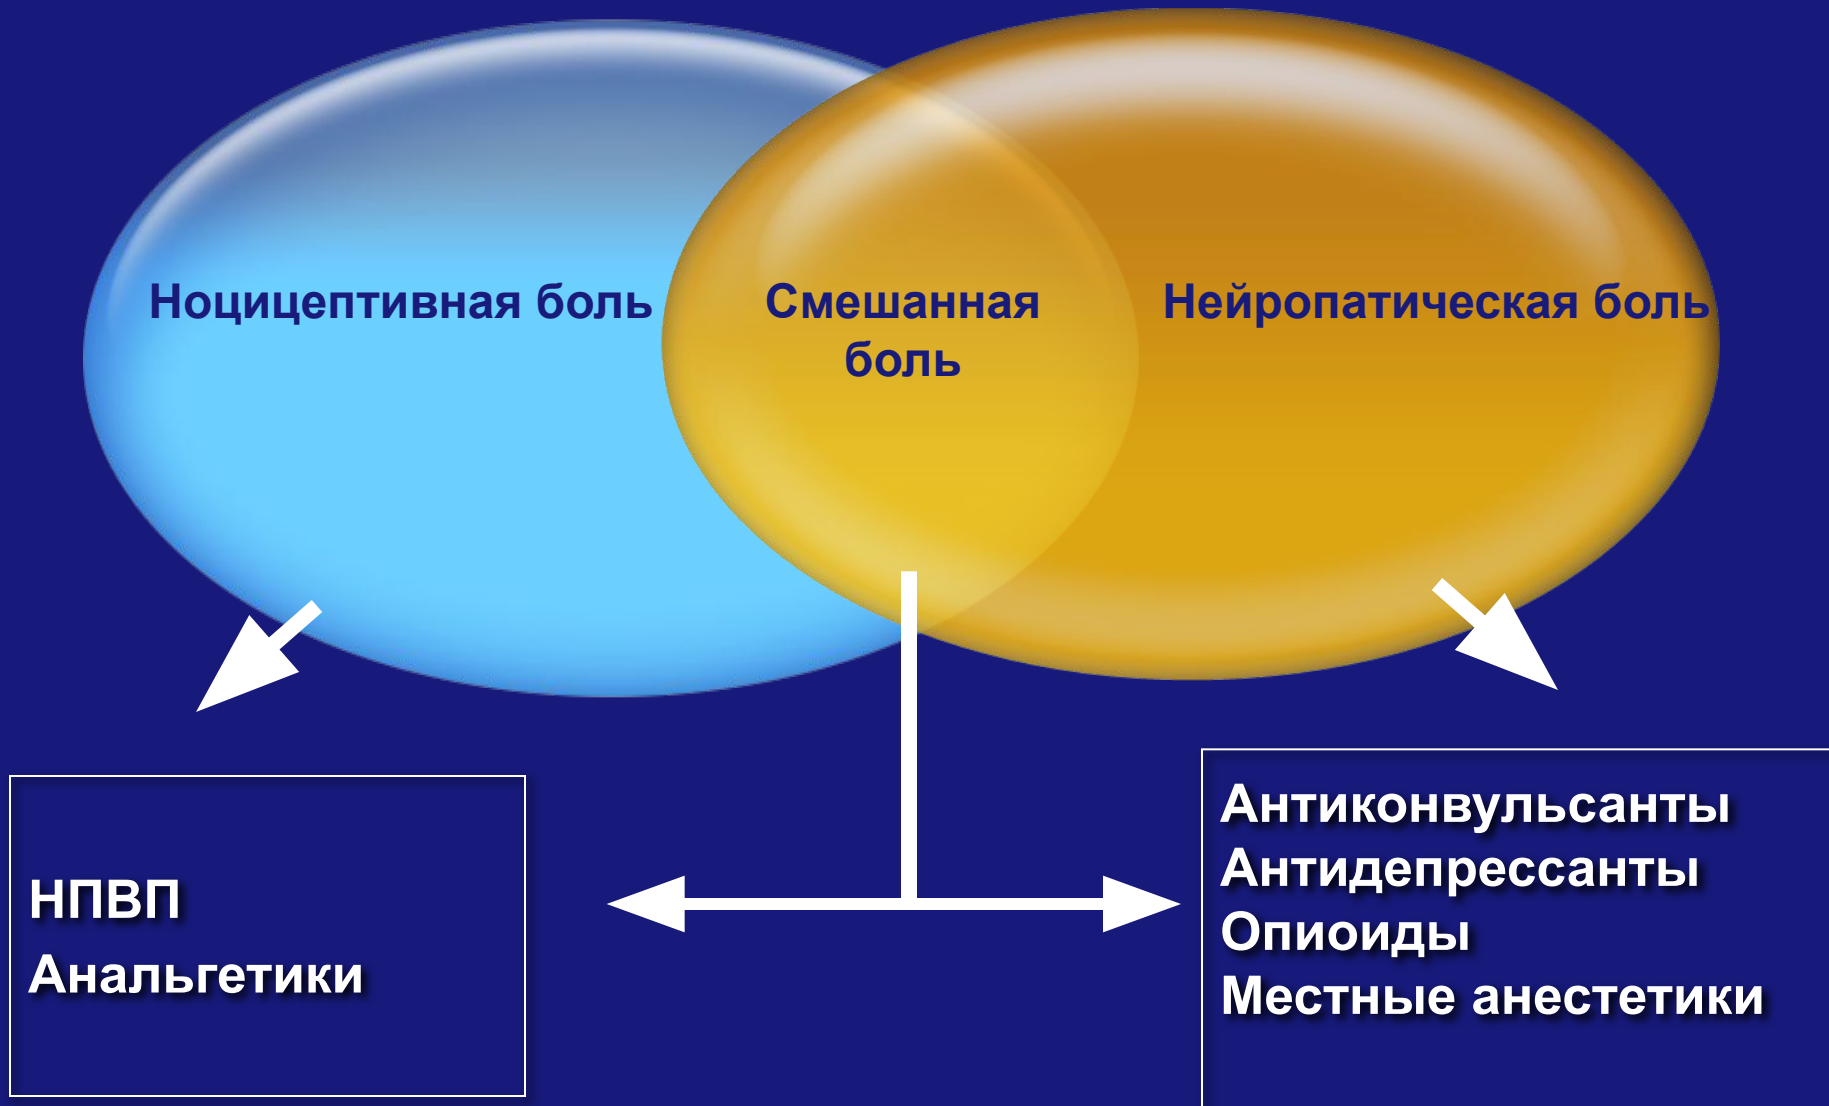 Ноцицептивная боль
Смешанная
боль
Нейропатическая боль
НПВП
Анальгетики
Антиконвульсанты
Антидепрессанты
Опиоиды
Местные анестетики